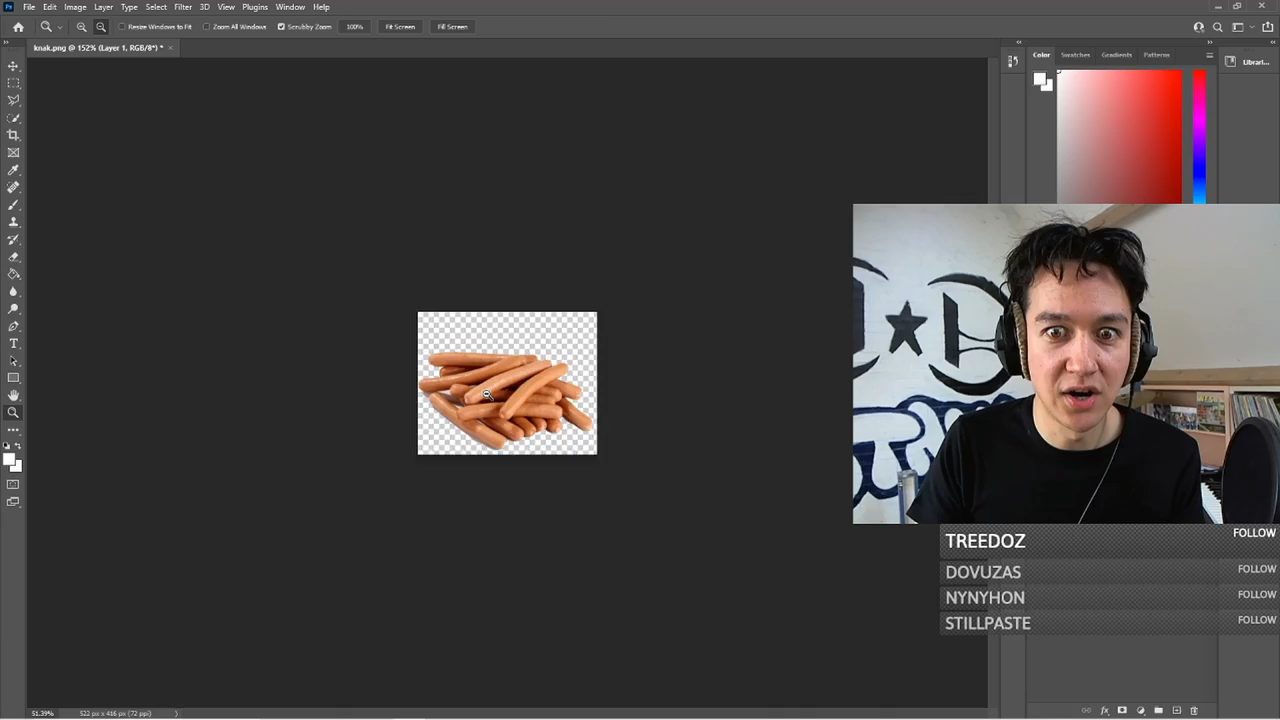 Ps File Edit Image Layer Type Select Filter 3D View Plugins Window Help
Resize Windows to Fit Zoom All Windows Scrubby Zoom 100% Fit Screen Fill Screen
knak.png @ 152% (Layer 1, RGB/8*) *
Color Swatches Gradients Patterns
Librari...
TREEDOZ FOLLOW
DOVUZAS FOLLOW
NYNYHON FOLLOW
STILLPASTE FOLLOW
51.39% 522 px x 416 px (72 ppi)